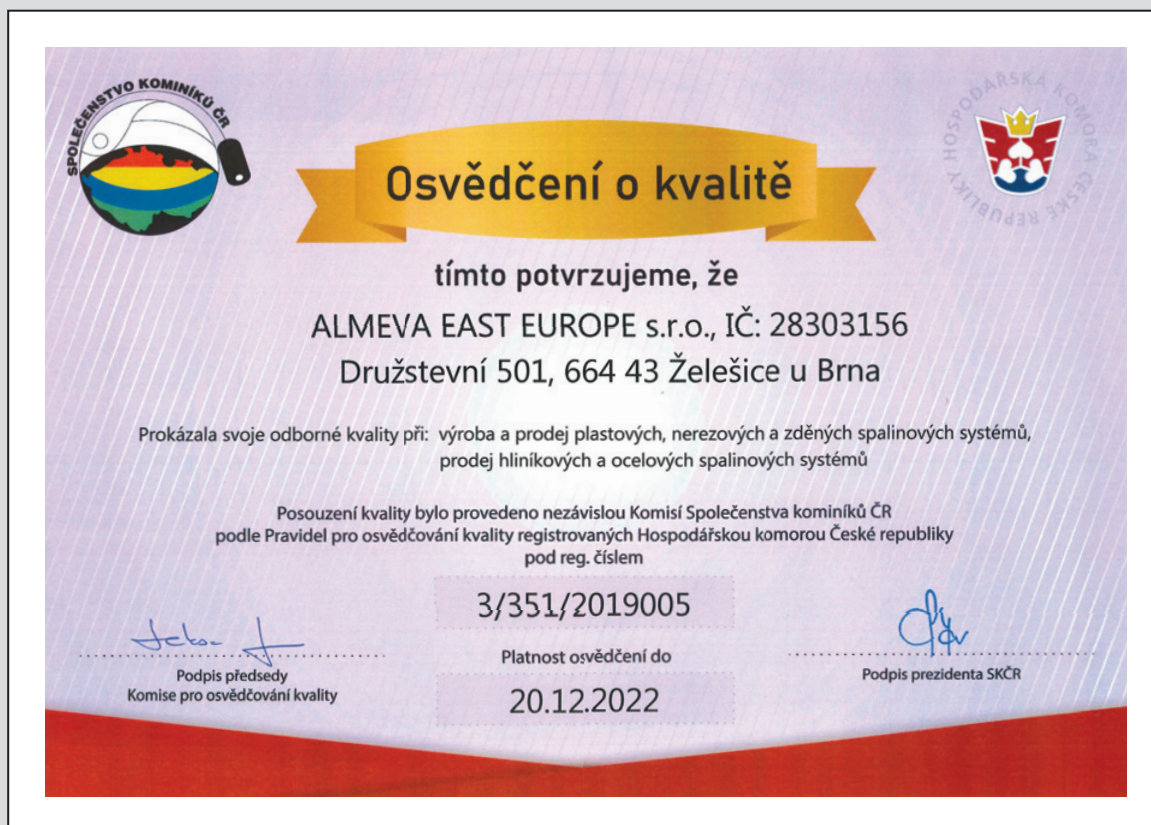 SPOLEČENSTVO KOMINÍKŮ ČR
HOSPODÁŘSKÁ KOMORA ČESKÉ REPUBLIKY
Osvědčení o kvalitě
tímto potvrzujeme, že
ALMEVA EAST EUROPE s.r.o., IČ: 28303156
Družstevní 501, 664 43 Želešice u Brna
Prokázala svoje odborné kvality při: výroba a prodej plastových, nerezových a zděných spalinových systémů,
prodej hliníkových a ocelových spalinových systémů
Posouzení kvality bylo provedeno nezávislou Komisí Společenstva kominíků ČR
podle Pravidel pro osvědčování kvality registrovaných Hospodářskou komorou České republiky
pod reg. číslem
3/351/2019005
Podpis předsedy
Komise pro osvědčování kvality
Platnost osvědčení do
20.12.2022
Podpis prezidenta SKČR